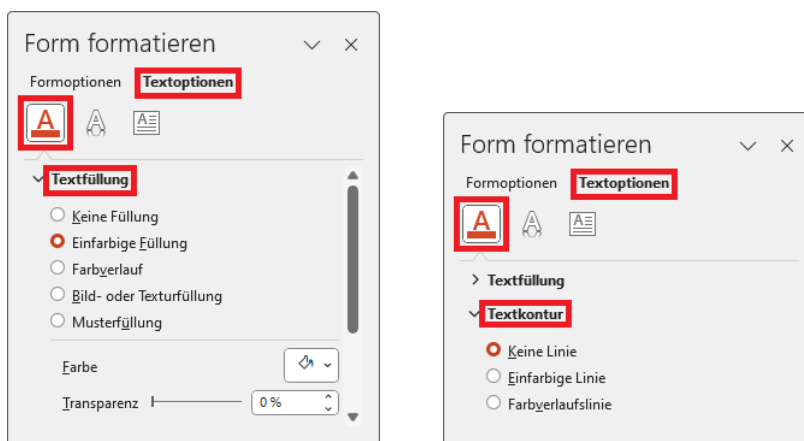 Form formatieren
Formoptionen Textoptionen
A A A
Textfüllung
Keine Füllung
Einfarbige Füllung
Farbverlauf
Bild- oder Texturfüllung
Musterfüllung
Farbe
Transparenz 0 %
Form formatieren
Formoptionen Textoptionen
A A A
Textfüllung
Textkontur
Keine Linie
Einfarbige Linie
Farbverlaufslinie